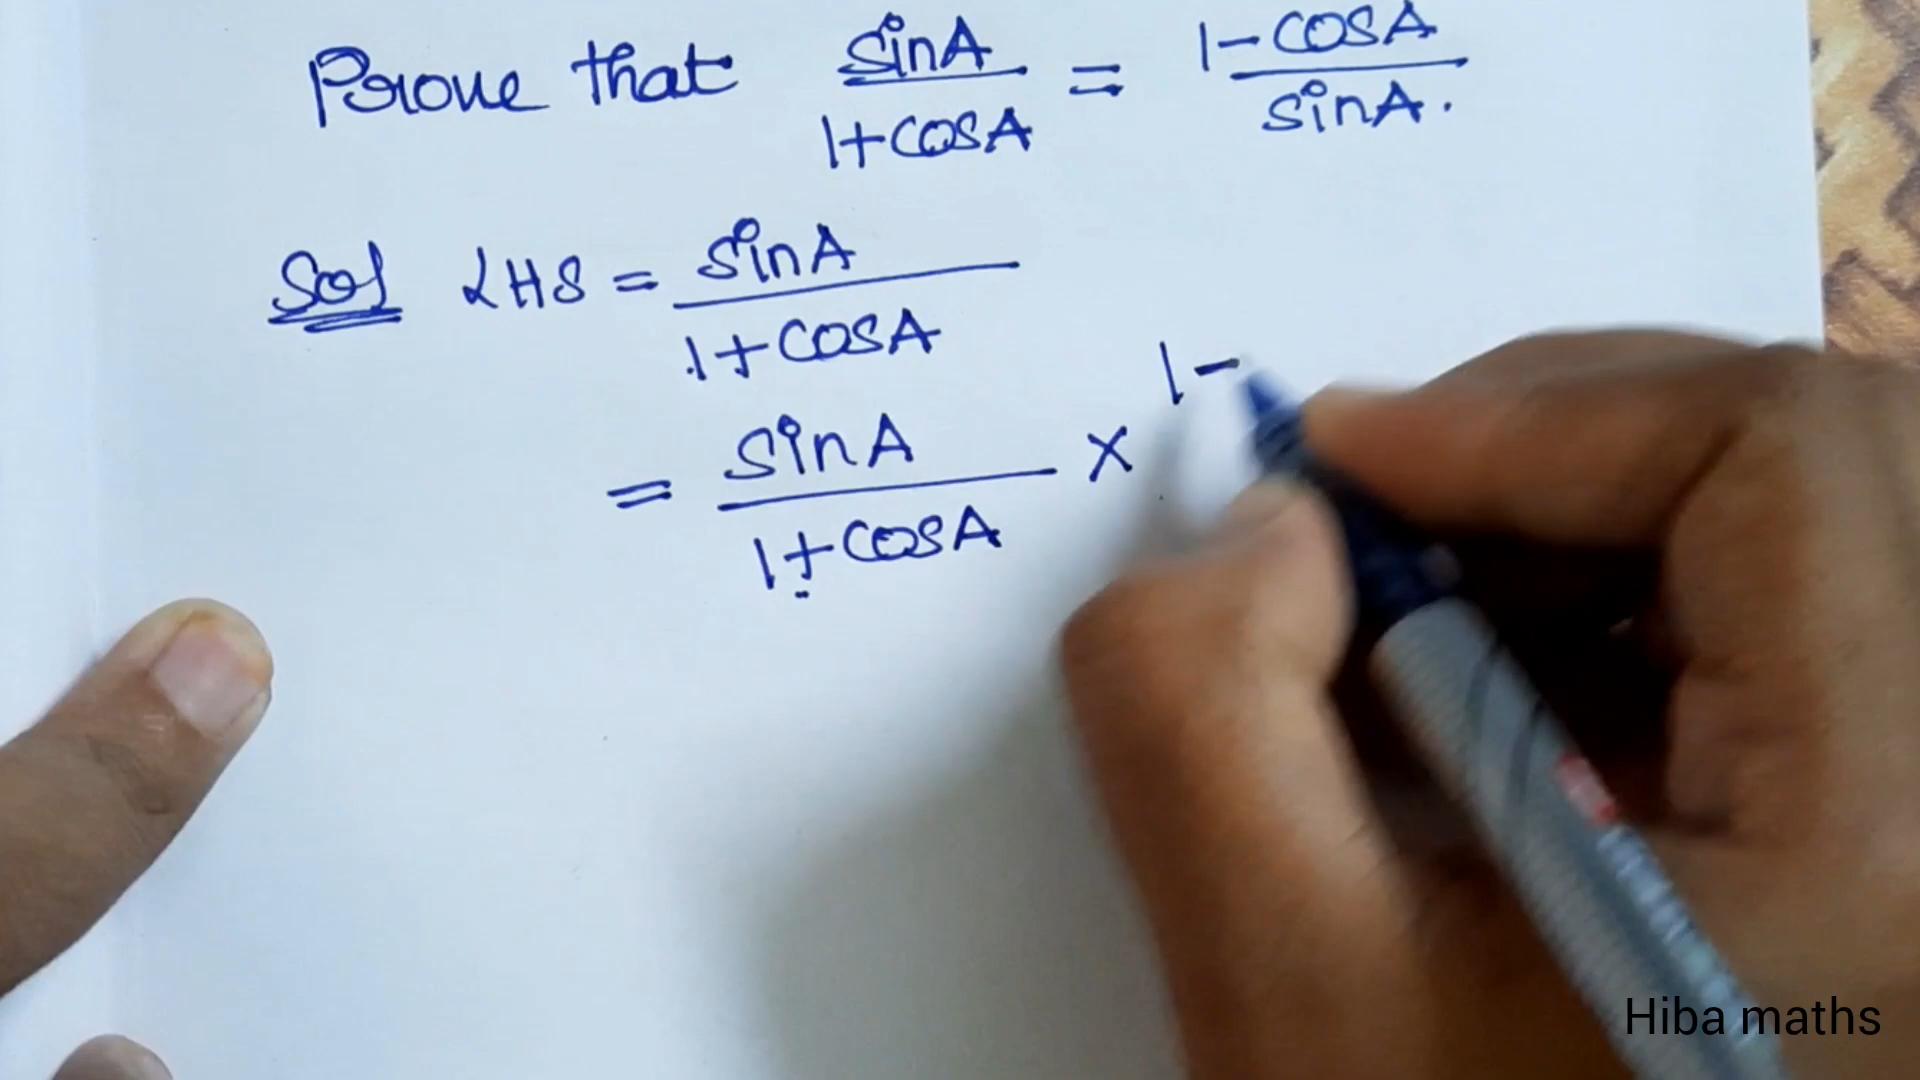 Prove that sinA/1+cosA = 1-cosA/sinA.
Sol LHS = sinA/1+cosA
= sinA/1+cosA × 1-
Hiba maths